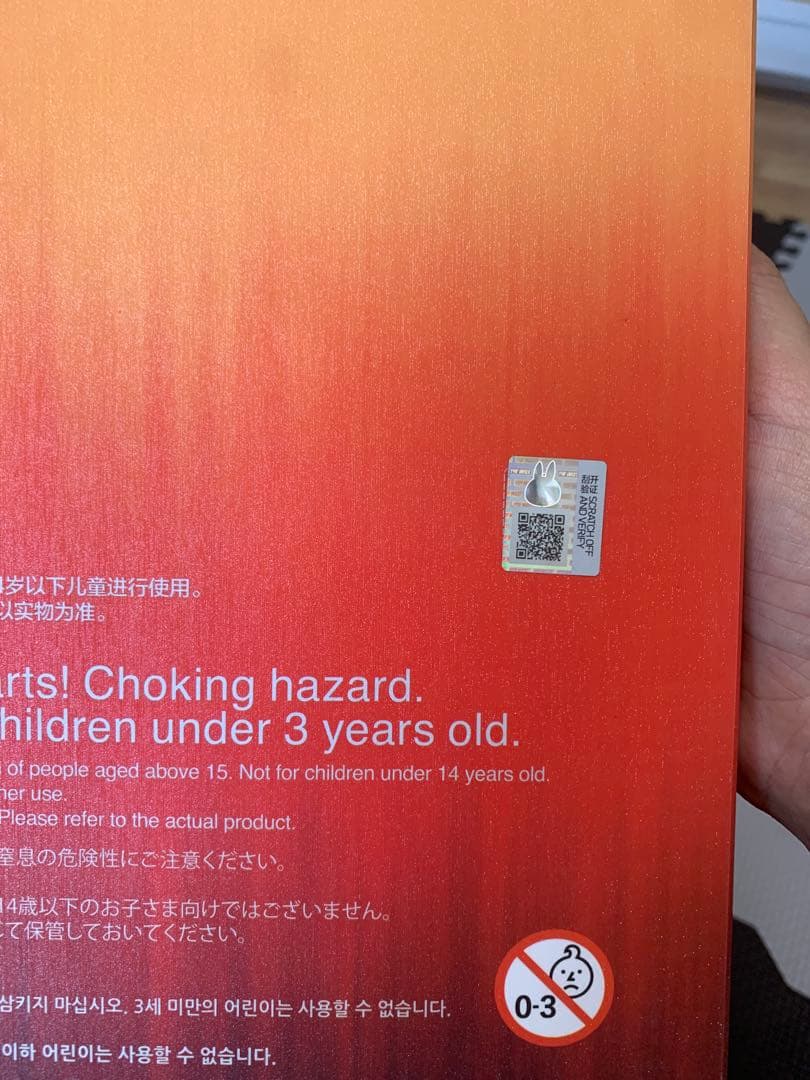 开 证 SCRATCH OFF
刮 验 AND VERIFY
岁以下儿童进行使用。
以实物为准。
arts! Choking hazard.
hildren under 3 years old.
of people aged above 15. Not for children under 14 years old.
her use.
Please refer to the actual product.
窒息の危険性にご注意ください。
14歳以下のお子さま向けではございません。
て保管しておいてください。
삼키지 마십시오. 3세 미만의 어린이는 사용할 수 없습니다.
이하 어린이는 사용할 수 없습니다.
0-3